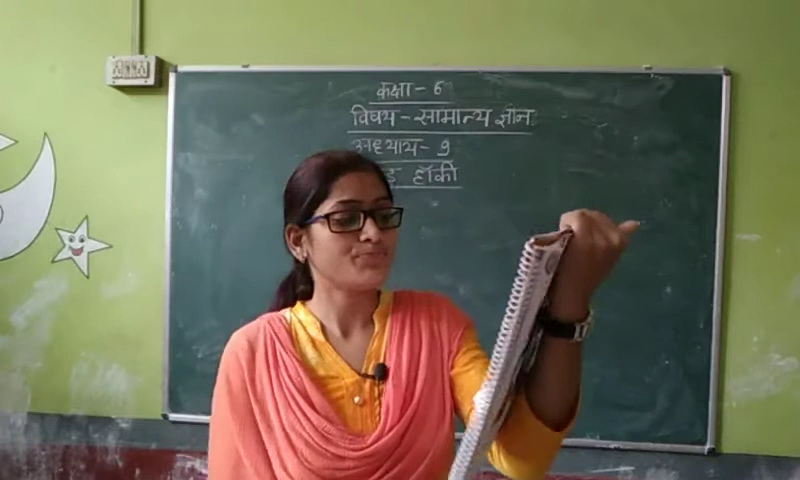 कक्षा - 6
विषय - सामान्य ज्ञान
अध्याय - 9
हॉकी